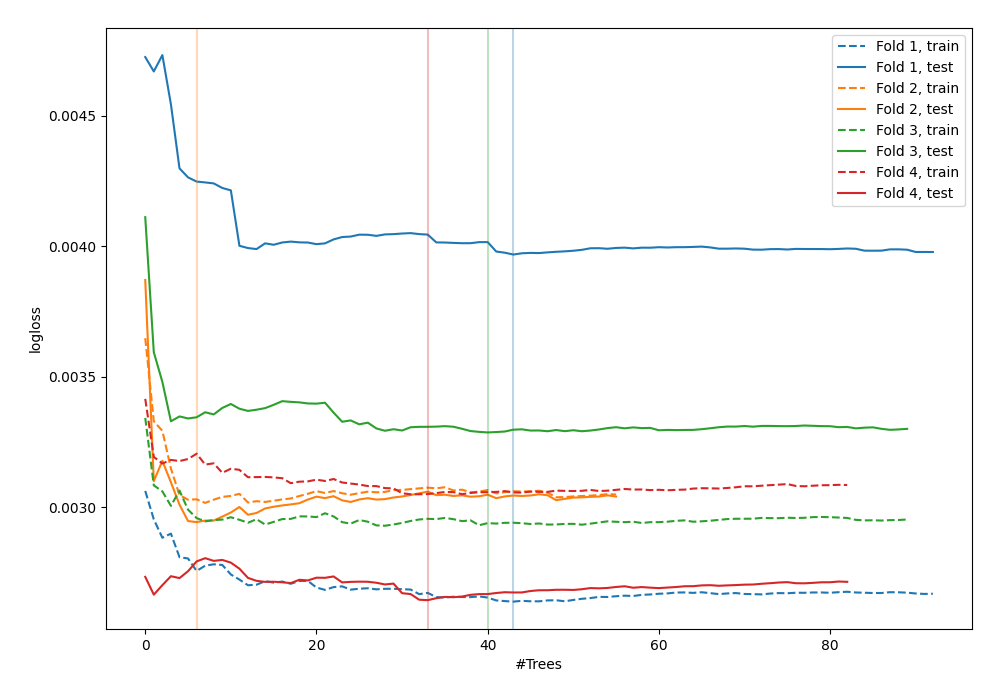 Fold 1, train
Fold 1, test
Fold 2, train
Fold 2, test
Fold 3, train
Fold 3, test
Fold 4, train
Fold 4, test
0.0045
0.0040
0.0035
0.0030
logloss
0 20 40 60 80
#Trees